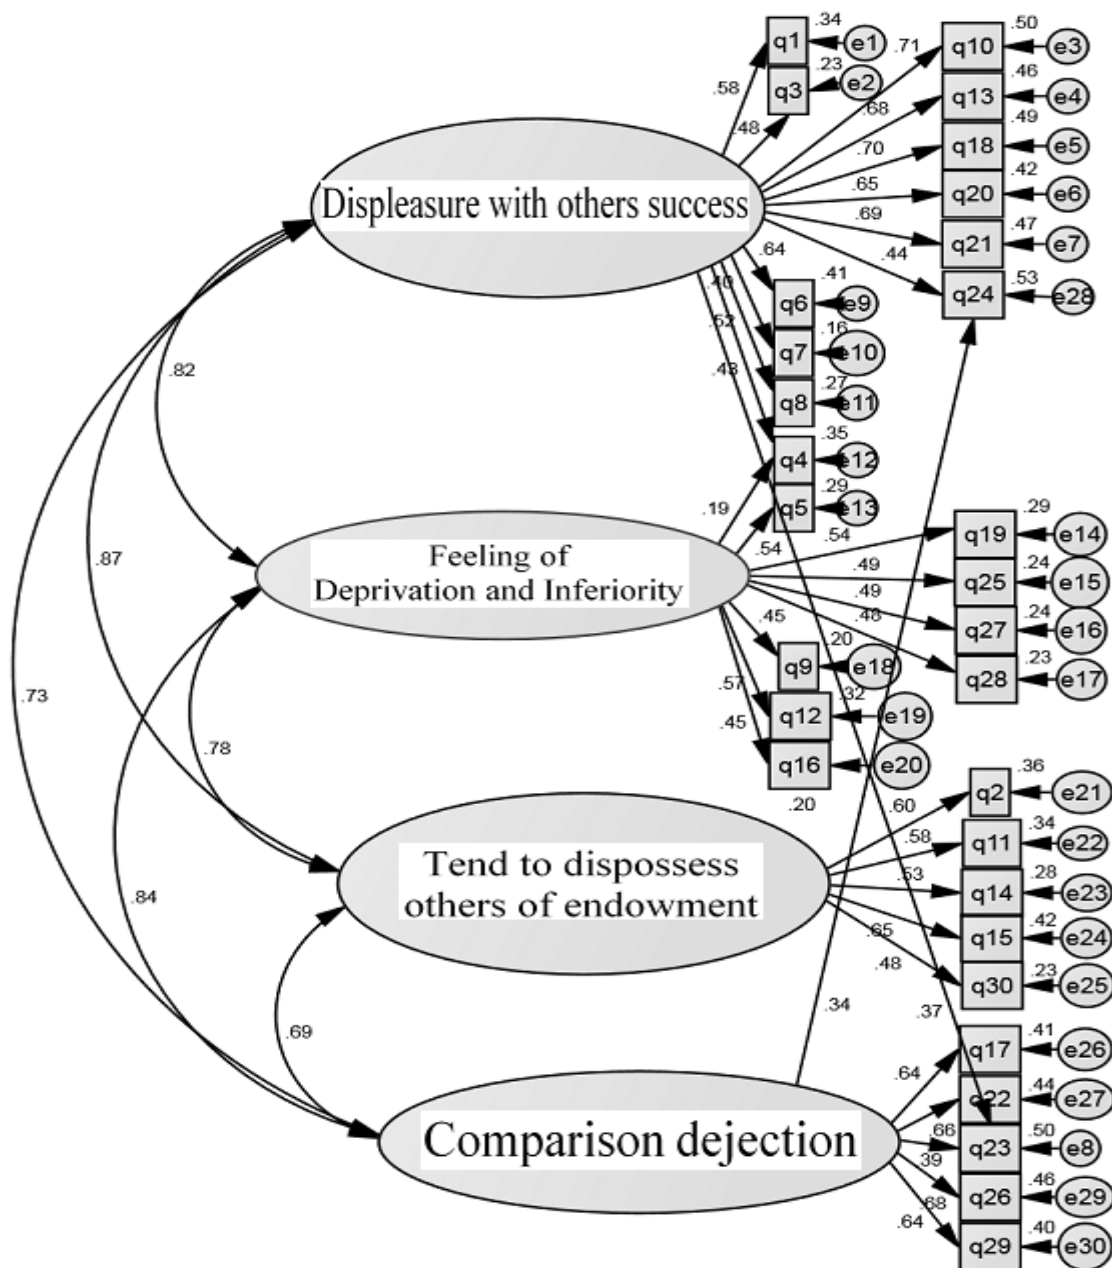 .34
q1
e1
.58
.23
q3
e2
.48
.50
.71
q10
e3
.46
.68
q13
e4
.49
.70
q18
e5
.42
.65
q20
e6
.47
.69
q21
e7
.53
.44
q24
e28
Displeasure with others success
.64
.41
q6
e9
.40
.16
q7
e10
.52
.27
q8
e11
.43
.35
q4
e12
.29
q5
e13
.19
.54
.82
.87
.73
Feeling of
Deprivation and Inferiority
.54
.29
q19
e14
.49
.24
q25
e15
.49
.24
q27
e16
.48
.23
q28
e17
.45
.20
q9
e18
.57
.32
q12
e19
.45
q16
e20
.20
.78
.84
.69
Tend to dispossess
others of endowment
.60
.36
q2
e21
.58
.34
q11
e22
.53
.28
q14
e23
.65
.42
q15
e24
.48
.23
q30
e25
.34
.37
Comparison dejection
.64
.41
q17
e26
.66
.44
q22
e27
.39
.50
q23
e8
.68
.46
q26
e29
.64
.40
q29
e30